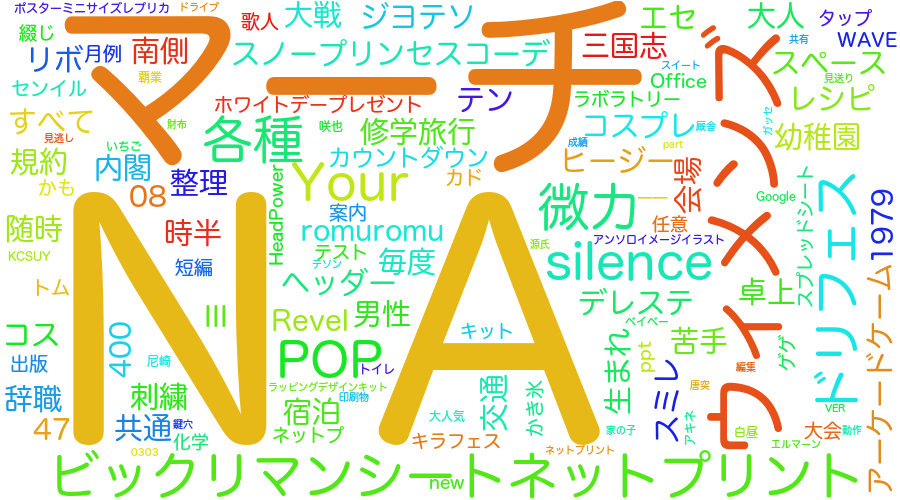 ポスターミニサイズレプリカ
ドライブ
綴じ
リボ
月例
南側
歌人
大戦
ジヨテソ
エセ
大人
タップ
WAVE
共有
マーチ
覇業
センイル
スノープリンセスコーデ
三国志
スイート
スペース
見送り
Office
ホワイトデープレゼント
テン
ラボラトリー
レシピ
すべて
見逃し
財布
各種
咲也
修学旅行
コスプレ
厩舎
ガッセ
幼稚園
成績
規約
いちご
内閣
カウントダウン
ヒージー
part
かも
08
整理
HeadPower
Your
カド
微力
会場
Google
メンズ
ウィメンズ
随時
時半
案内
romuromu
任意
アンソロイメージイラスト
スプレッドシート
ドリフェス
1979
KCSUY
短編
テスト
テソン
毎度
源氏
silence
トム
NA
ヘッダー
デレステ
卓上
アーケードケーム
III
Revel
男性
キット
ベイベー
コス
400
尼崎
POP
トイレ
生まれ
ppt
苦手
ゲゲ
出版
編集
辞職
刺繍
ラッピングデザインキット
印刷物
交通
かき氷
スミレ
唐突
アキネ
VER
47
共通
鍵穴
宿泊
大人気
家の子
白昼
大会
動作
化学
ネットプ
キラフェス
ネットプリント
エルマーン
0303
ビックリマンシートネットプリント
new